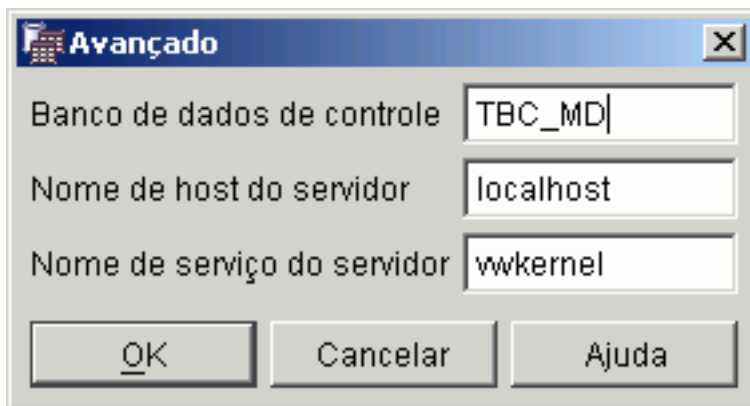 Avançado
Banco de dados de controle TBC_MD
Nome de host do servidor localhost
Nome de serviço do servidor vwkernel
OK Cancelar Ajuda